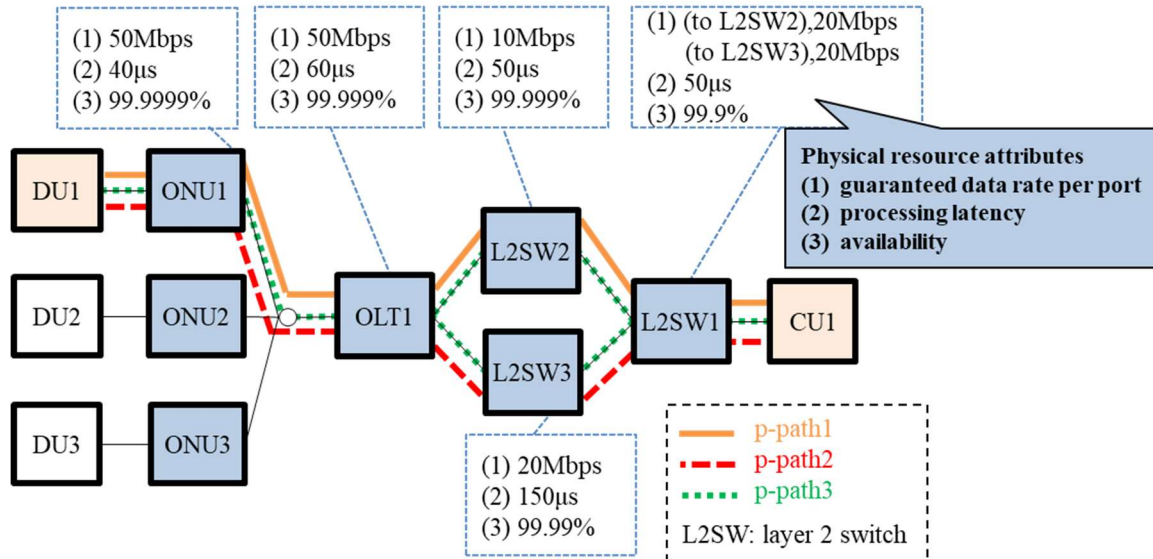 (1) 50Mbps
(2) 40μs
(3) 99.9999%
(1) 50Mbps
(2) 60μs
(3) 99.999%
(1) 10Mbps
(2) 50μs
(3) 99.999%
(1) (to L2SW2),20Mbps
(to L2SW3),20Mbps
(2) 50μs
(3) 99.9%
Physical resource attributes
(1) guaranteed data rate per port
(2) processing latency
(3) availability
DU1
ONU1
L2SW2
DU2
ONU2
OLT1
L2SW1
CU1
L2SW3
DU3
ONU3
(1) 20Mbps
(2) 150μs
(3) 99.99%
p-path1
p-path2
p-path3
L2SW: layer 2 switch